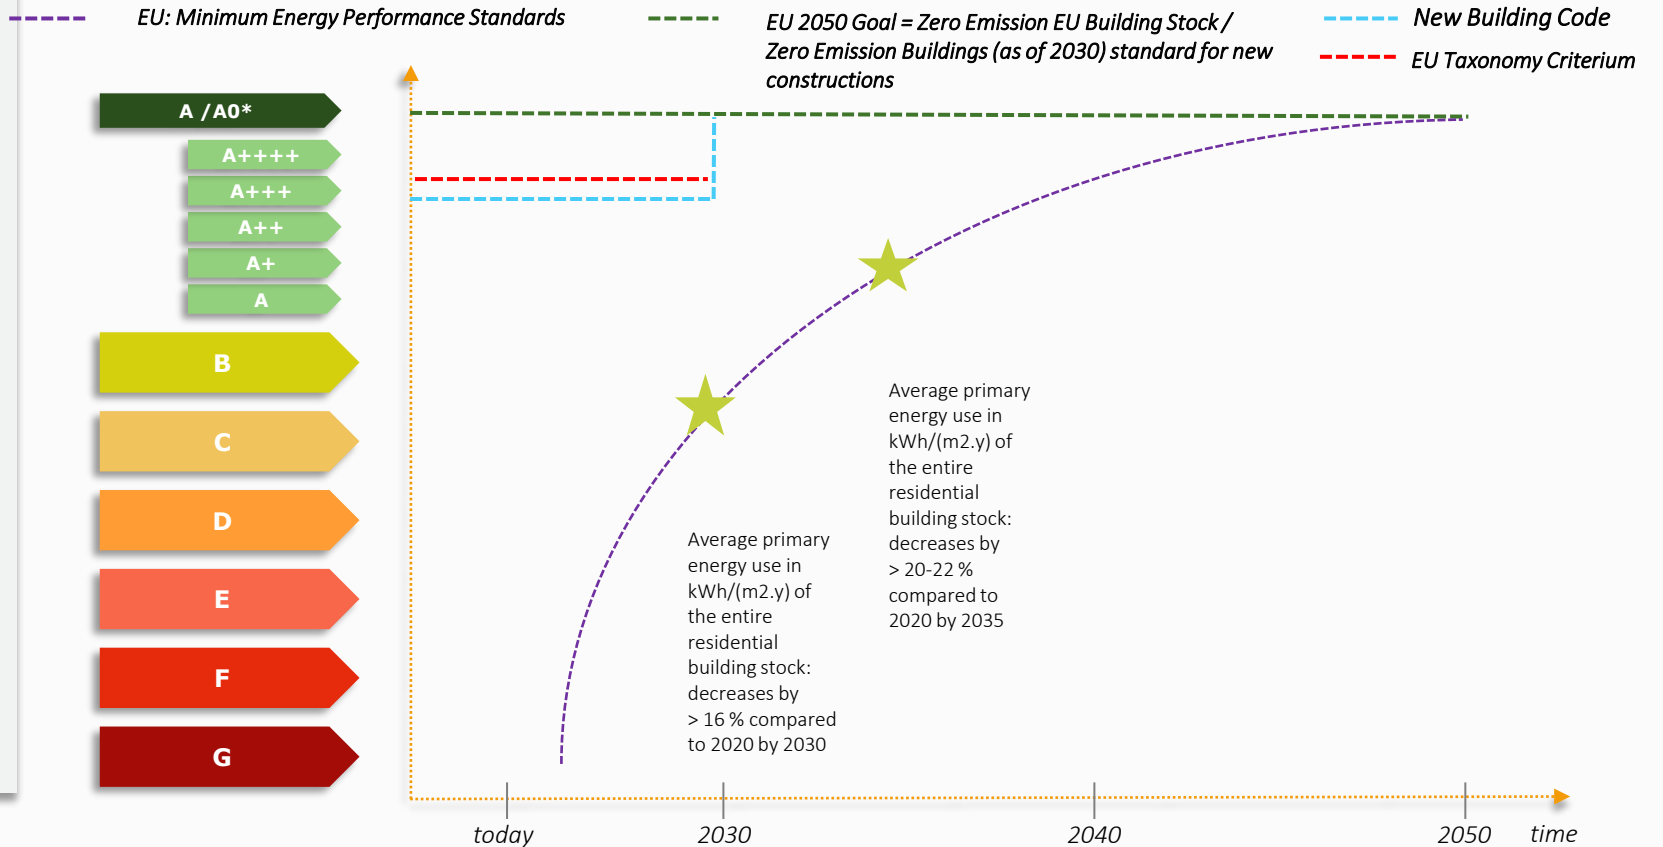 EU: Minimum Energy Performance Standards
EU 2050 Goal = Zero Emission EU Building Stock /
Zero Emission Buildings (as of 2030) standard for new
constructions
New Building Code
EU Taxonomy Criterium
A /A0*
A++++
A+++
A++
A+
A
B
C
D
E
F
G
Average primary
energy use in
kWh/(m2.y) of
the entire
residential
building stock:
decreases by
> 16 % compared
to 2020 by 2030
Average primary
energy use in
kWh/(m2.y) of
the entire
residential
building stock:
decreases by
> 20-22 %
compared to
2020 by 2035
today
2030
2040
2050
time